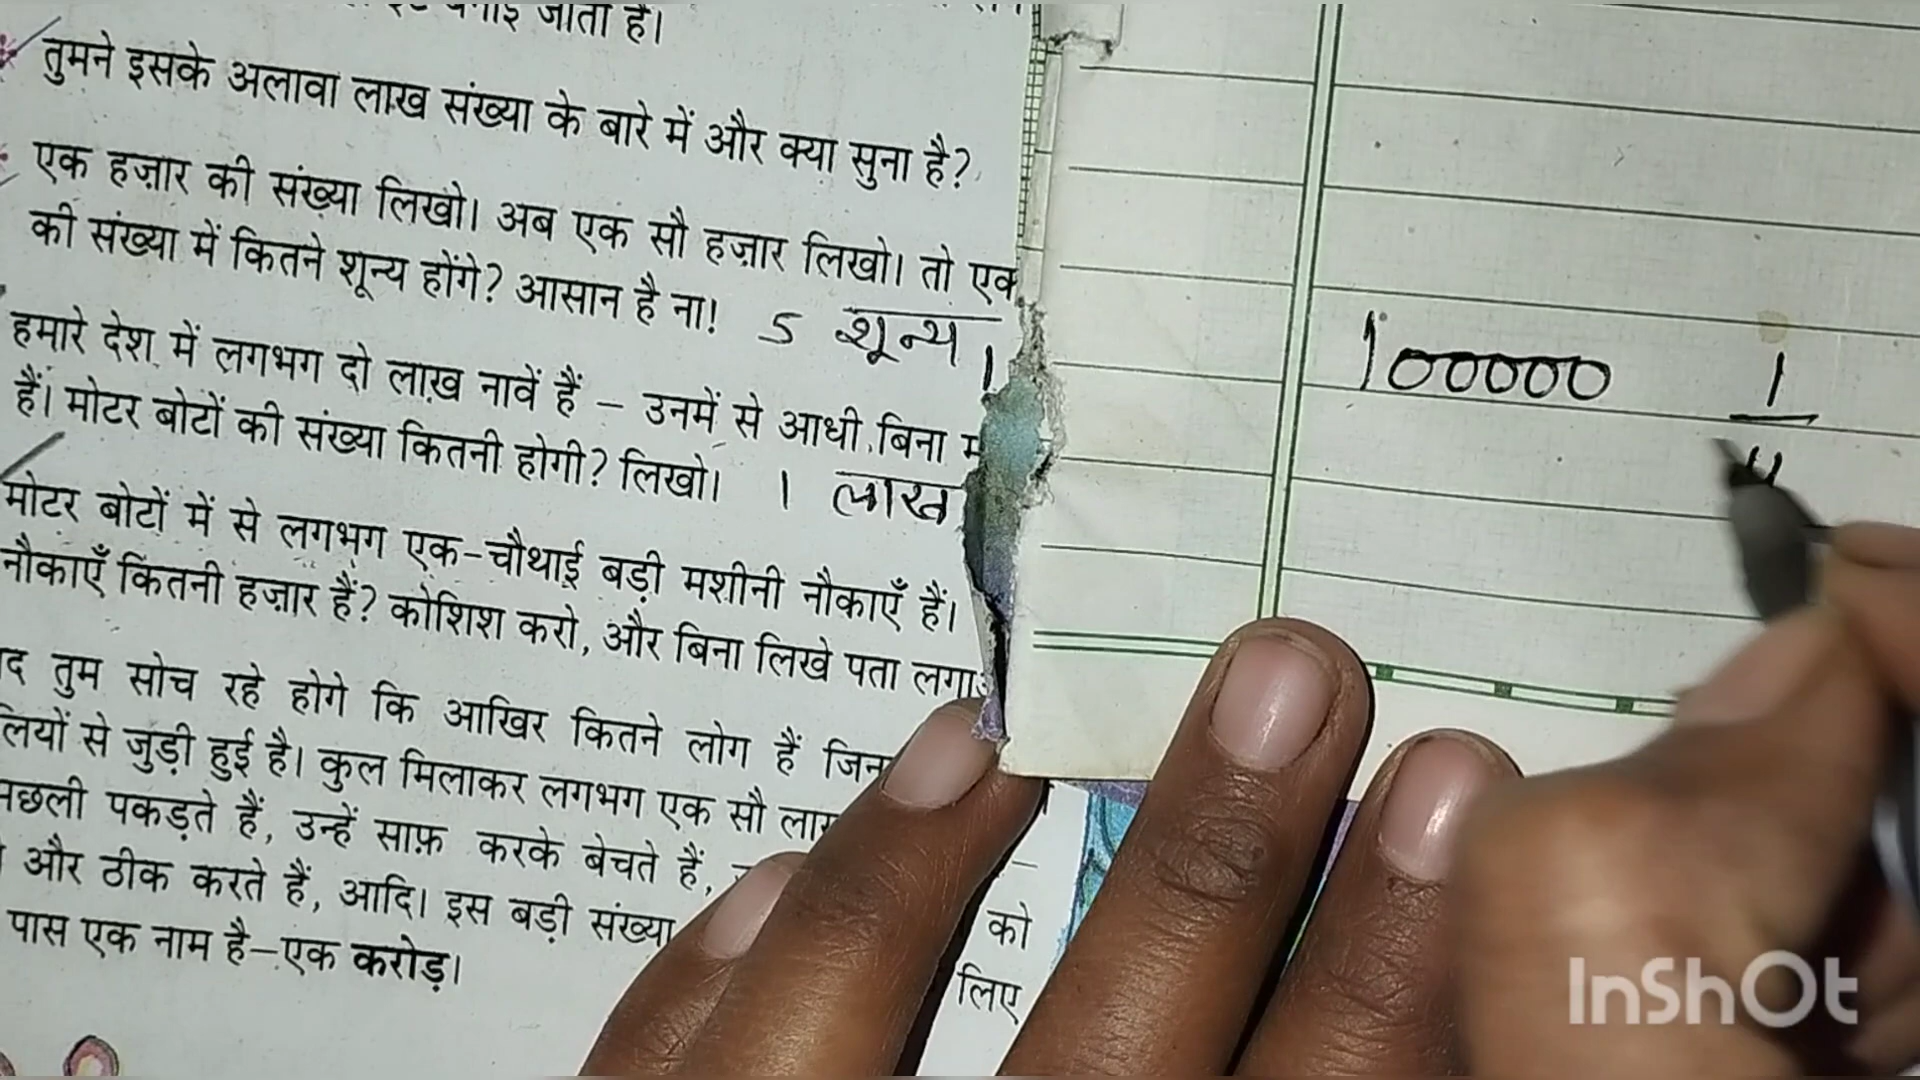 जाती है।
तुमने इसके अलावा लाख संख्या के बारे में और क्या सुना है?
एक हज़ार की संख्या लिखो। अब एक सौ हज़ार लिखो। तो एक
की संख्या में कितने शून्य होंगे? आसान है ना! 5 शून्य
हमारे देश में लगभग दो लाख नावें हैं – उनमें से आधी बिना
हैं। मोटर बोटों की संख्या कितनी होगी? लिखो। 1 लाख
मोटर बोटों में से लगभग एक-चौथाई बड़ी मशीनी नौकाएँ हैं।
नौकाएँ कितनी हज़ार हैं? कोशिश करो, और बिना लिखे पता
तुम सोच रहे होगे कि आखिर कितने लोग हैं
से जुड़ी हुई है। कुल मिलाकर लगभग एक सौ
पकड़ते हैं, उन्हें साफ़ करके बेचते हैं,
और ठीक करते हैं, आदि। इस बड़ी संख्या को
पास एक नाम है–एक करोड़। लिए
100000 1
InShOt